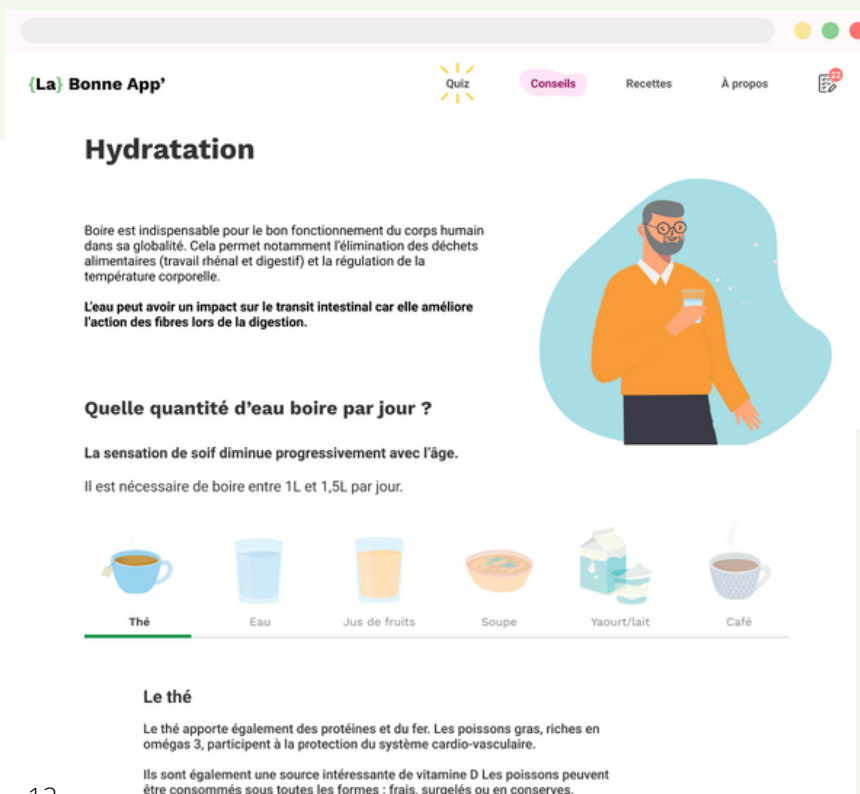 {La} Bonne App’
Quiz
Conseils
Recettes
À propos
22
Hydratation
Boire est indispensable pour le bon fonctionnement du corps humain
dans sa globalité. Cela permet notamment l’élimination des déchets
alimentaires (travail rhénal et digestif) et la régulation de la
température corporelle.
L’eau peut avoir un impact sur le transit intestinal car elle améliore
l’action des fibres lors de la digestion.
Quelle quantité d’eau boire par jour ?
La sensation de soif diminue progressivement avec l’âge.
Il est nécessaire de boire entre 1L et 1,5L par jour.
Thé
Eau
Jus de fruits
Soupe
Yaourt/lait
Café
Le thé
Le thé apporte également des protéines et du fer. Les poissons gras, riches en
omégas 3, participent à la protection du système cardio-vasculaire.
Ils sont également une source intéressante de vitamine D Les poissons peuvent
être consommés sous toutes les formes : frais, surgelés ou en conserves.